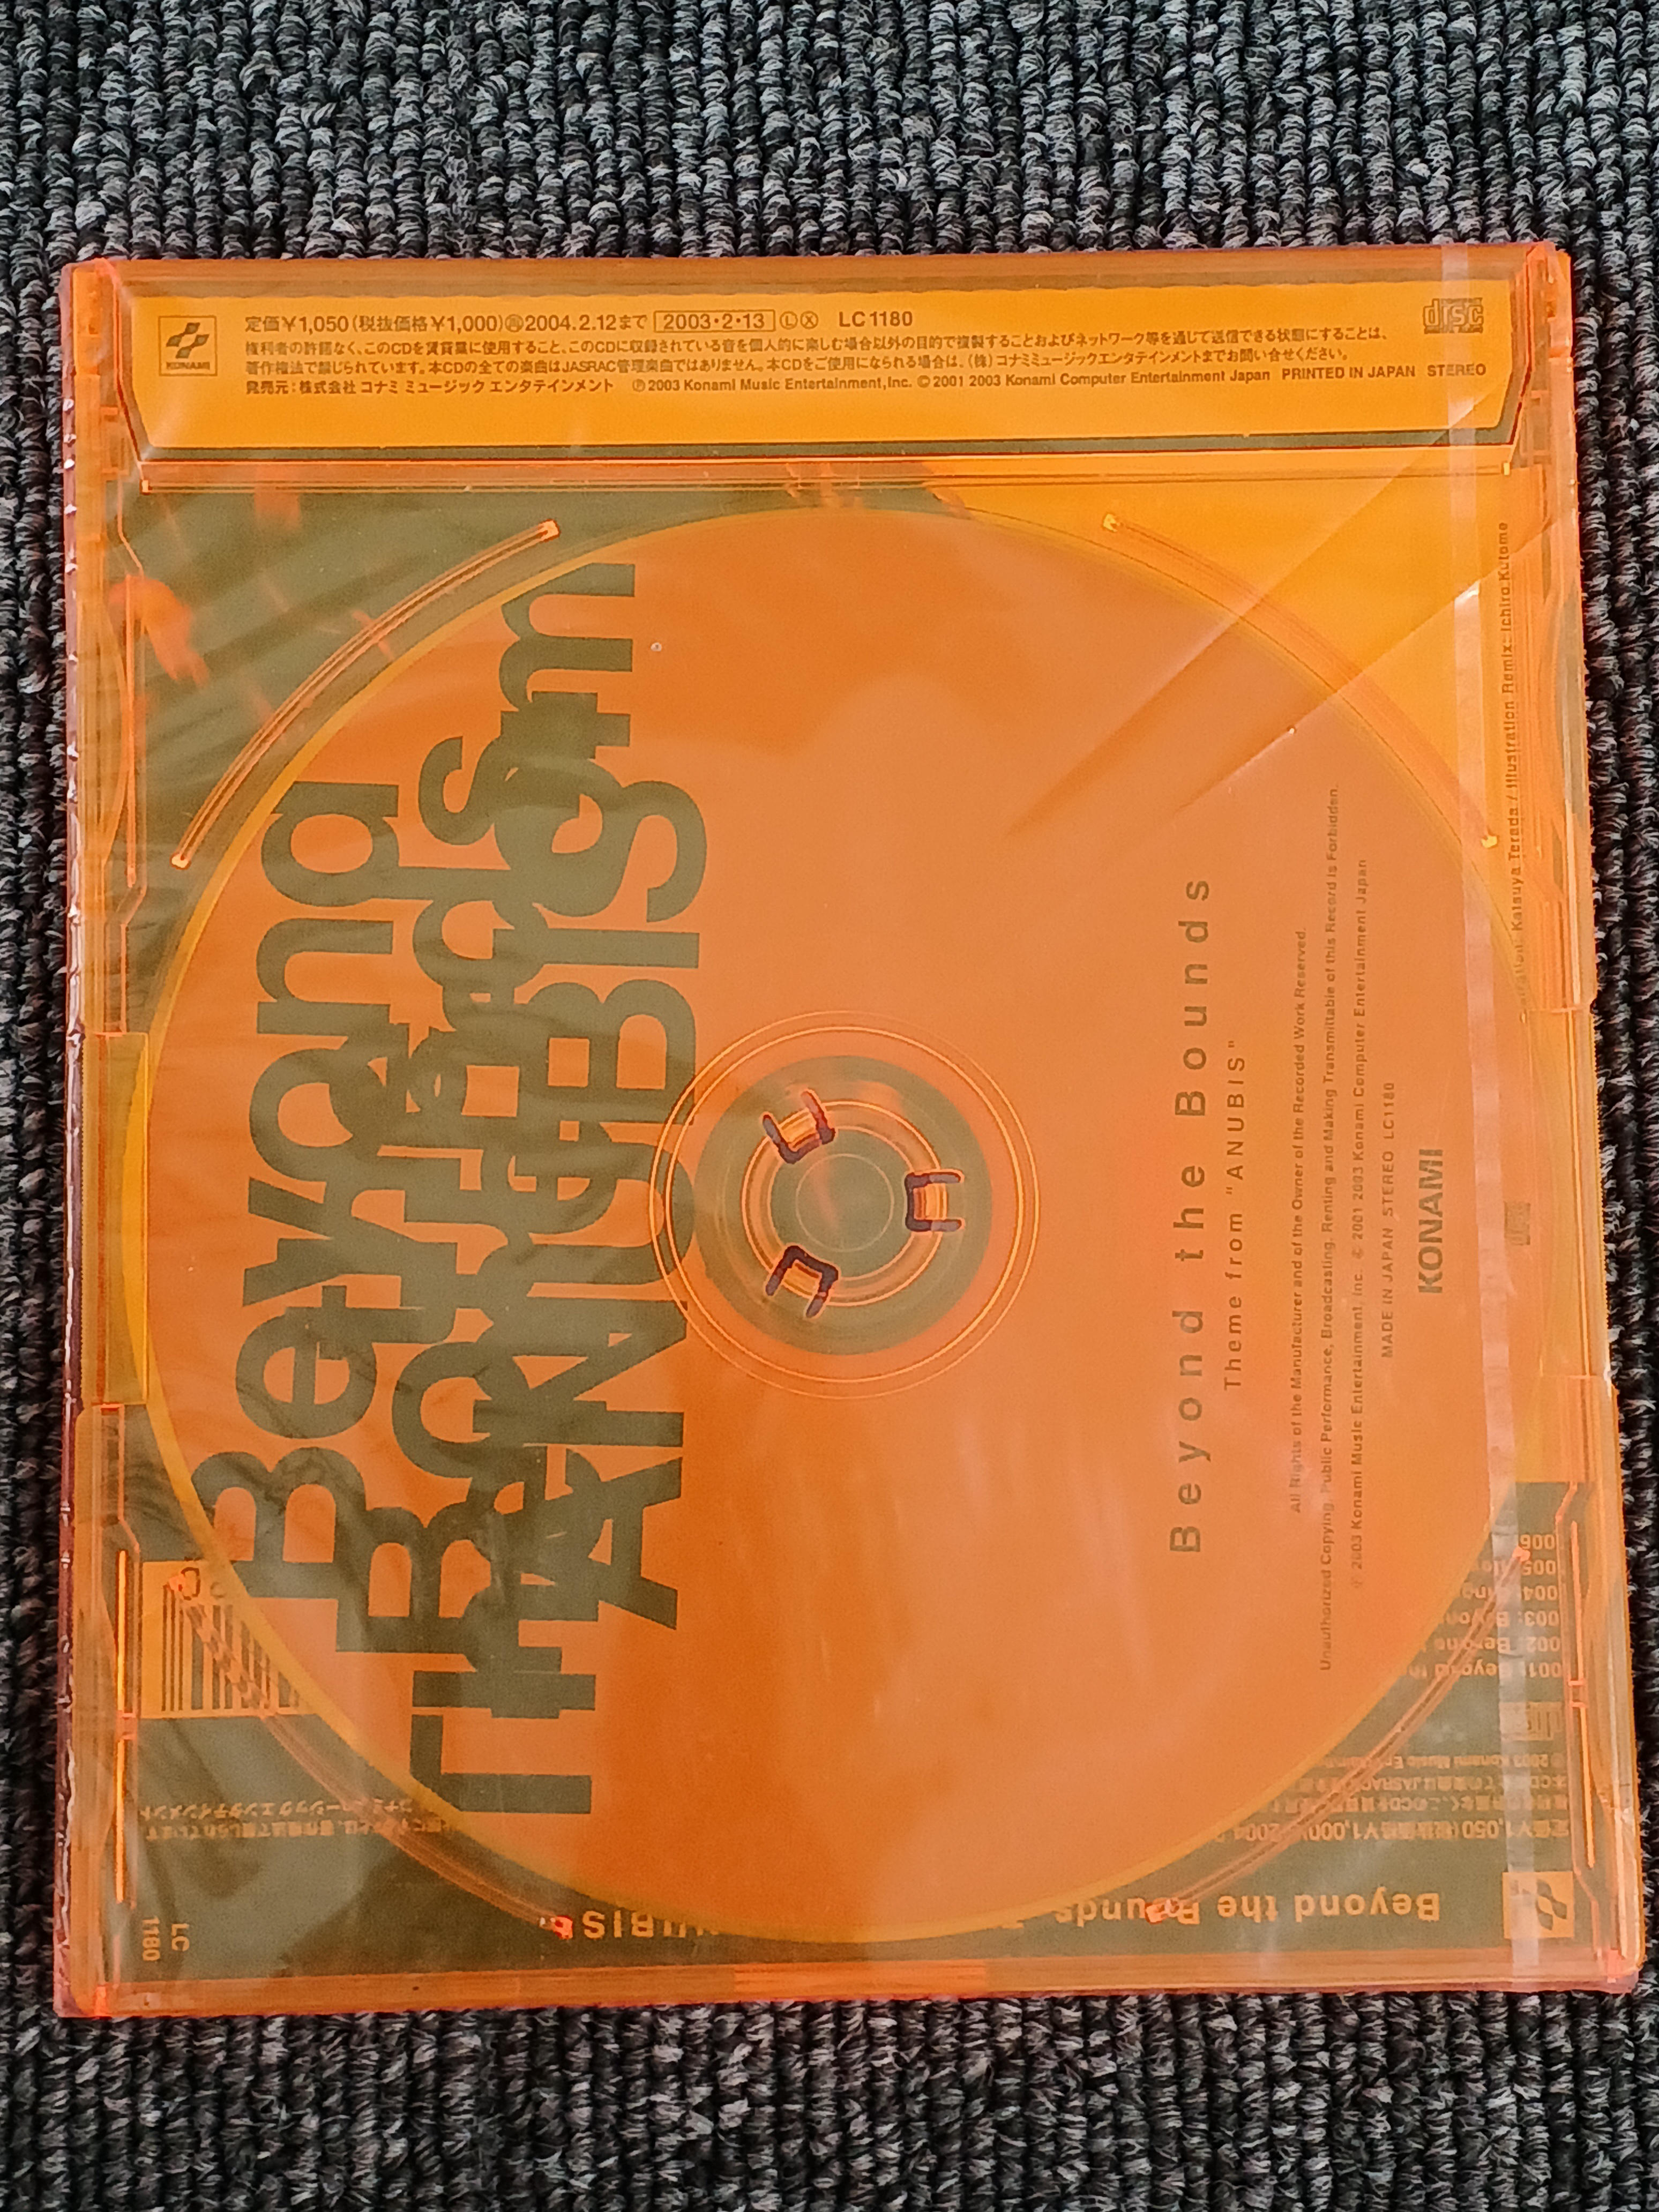 KONAMI
定価￥1,050(税抜価格￥1,000)再2004.2.12まで 2003・2・13 Ⓛ Ⓧ LC1180
権利者の許諾なく、このCDを賃貸業に使用すること、このCDに収録されている音を個人的に楽しむ場合以外の目的で複製することおよびネットワーク等を通じて送信できる状態にすることは、
著作権法で禁じられています。本CDの全ての楽曲はJASRAC管理楽曲ではありません。本CDをご使用になられる場合は、(株)コナミミュージックエンタテインメントまでお問い合せください。
発売元：株式会社 コナミ ミュージック エンタテインメント ℗2003 Konami Music Entertainment,Inc. ©2001 2003 Konami Computer Entertainment Japan PRINTED IN JAPAN STEREO
disc
Beyond
The
Bounds
ANUBIS
Beyond the Bounds
Theme from "ANUBIS"
All Rights of the Manufacturer and of the Owner of the Recorded Work Reserved.
Unauthorized Copying, Public Performance, Broadcasting, Renting and Making Transmittable of this Record is Forbidden.
℗ 2003 Konami Music Entertainment, Inc. © 2001 2003 Konami Computer Entertainment Japan
MADE IN JAPAN STEREO LC1180
KONAMI
Katsuya Terada / Illustration Remix: Ichiro Kutome
006
005:
004:
003: Beyon
002: Beyond
001: Beyond the
Beyond the Bounds
NUBIS
LC
1180